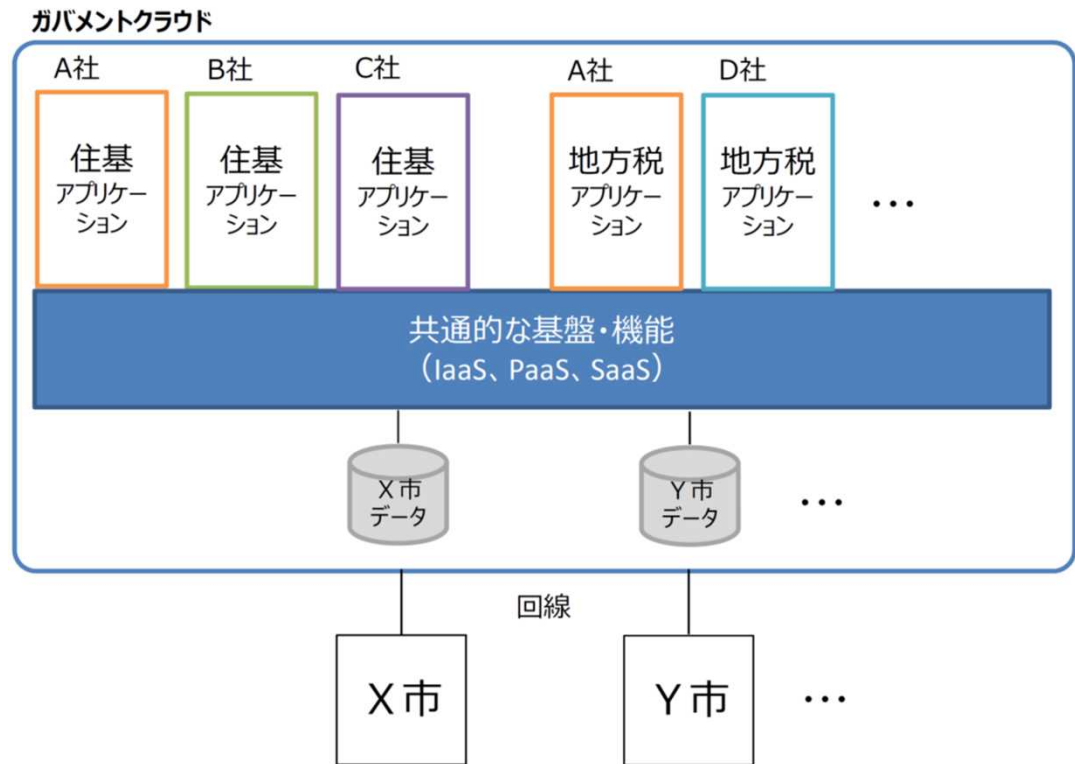 ガバメントクラウド
A社
B社
C社
A社
D社
住基
アプリケー
ション
住基
アプリケー
ション
住基
アプリケー
ション
地方税
アプリケー
ション
地方税
アプリケー
ション
…
共通的な基盤・機能
（IaaS、PaaS、SaaS）
X市
データ
Y市
データ
…
回線
X市
Y市
…